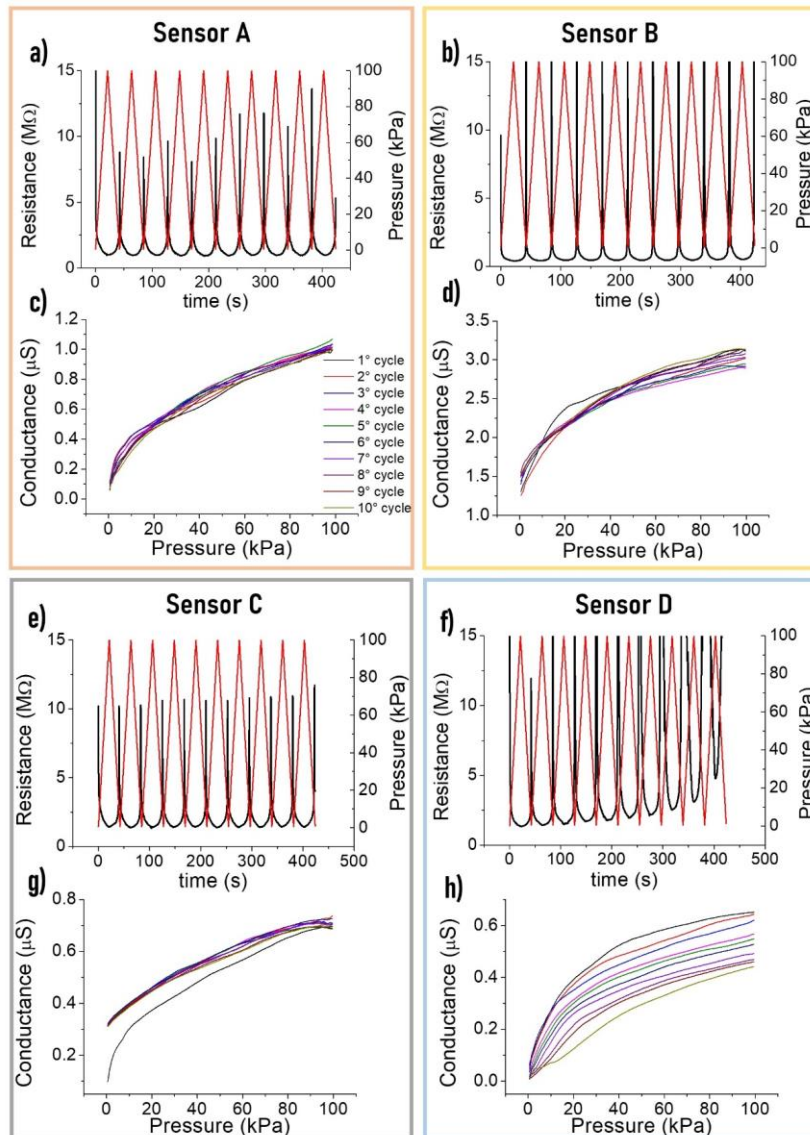 Sensor A
a)
15
10
5
0
Resistance (MΩ)
100
80
60
40
20
0
Pressure (kPa)
0 100 200 300 400
time (s)
c)
1.2
1.0
0.8
0.6
0.4
0.2
0.0
Conductance (μS)
1° cycle
2° cycle
3° cycle
4° cycle
5° cycle
6° cycle
7° cycle
8° cycle
9° cycle
10° cycle
0 20 40 60 80 100
Pressure (kPa)
Sensor B
b)
15
10
5
0
Resistance (MΩ)
100
80
60
40
20
0
Pressure (kPa)
0 100 200 300 400
time (s)
d)
3.5
3.0
2.5
2.0
1.5
1.0
Conductance (μS)
0 20 40 60 80 100
Pressure (kPa)
Sensor C
e)
15
10
5
0
Resistance (MΩ)
100
80
60
40
20
0
Pressure (kPa)
0 100 200 300 400 500
time (s)
g)
0.8
0.6
0.4
0.2
Conductance (μS)
0 20 40 60 80 100
Pressure (kPa)
Sensor D
f)
15
10
5
0
Resistance (MΩ)
100
80
60
40
20
0
Pressure (kPa)
0 100 200 300 400 500
time (s)
h)
0.6
0.4
0.2
0.0
Conductance (μS)
0 20 40 60 80 100
Pressure (kPa)